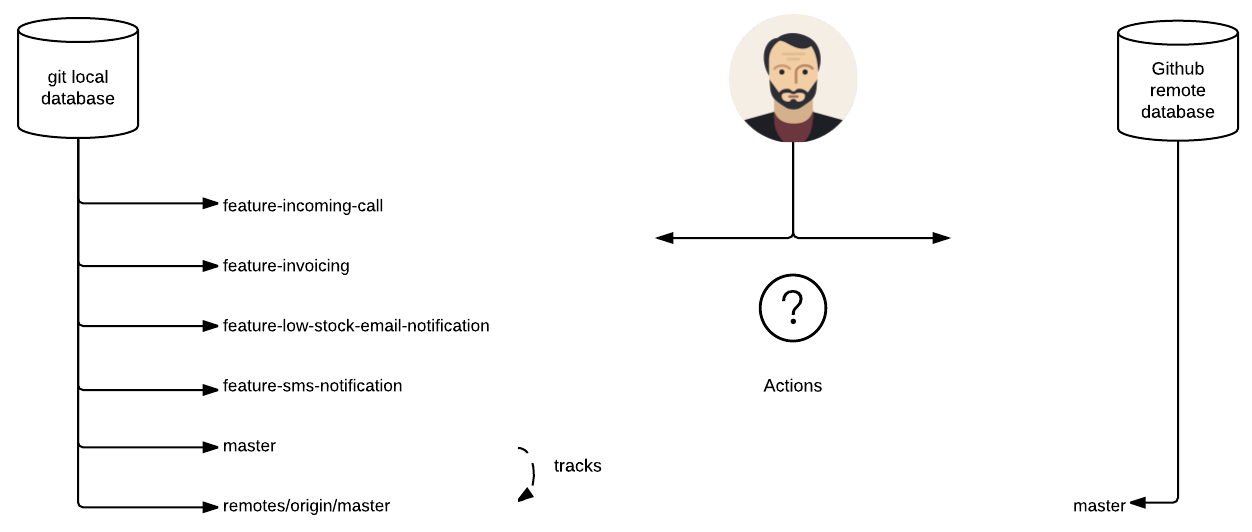 git local
database
Github
remote
database
feature-incoming-call
feature-invoicing
feature-low-stock-email-notification
feature-sms-notification
master
remotes/origin/master
tracks
?
Actions
master